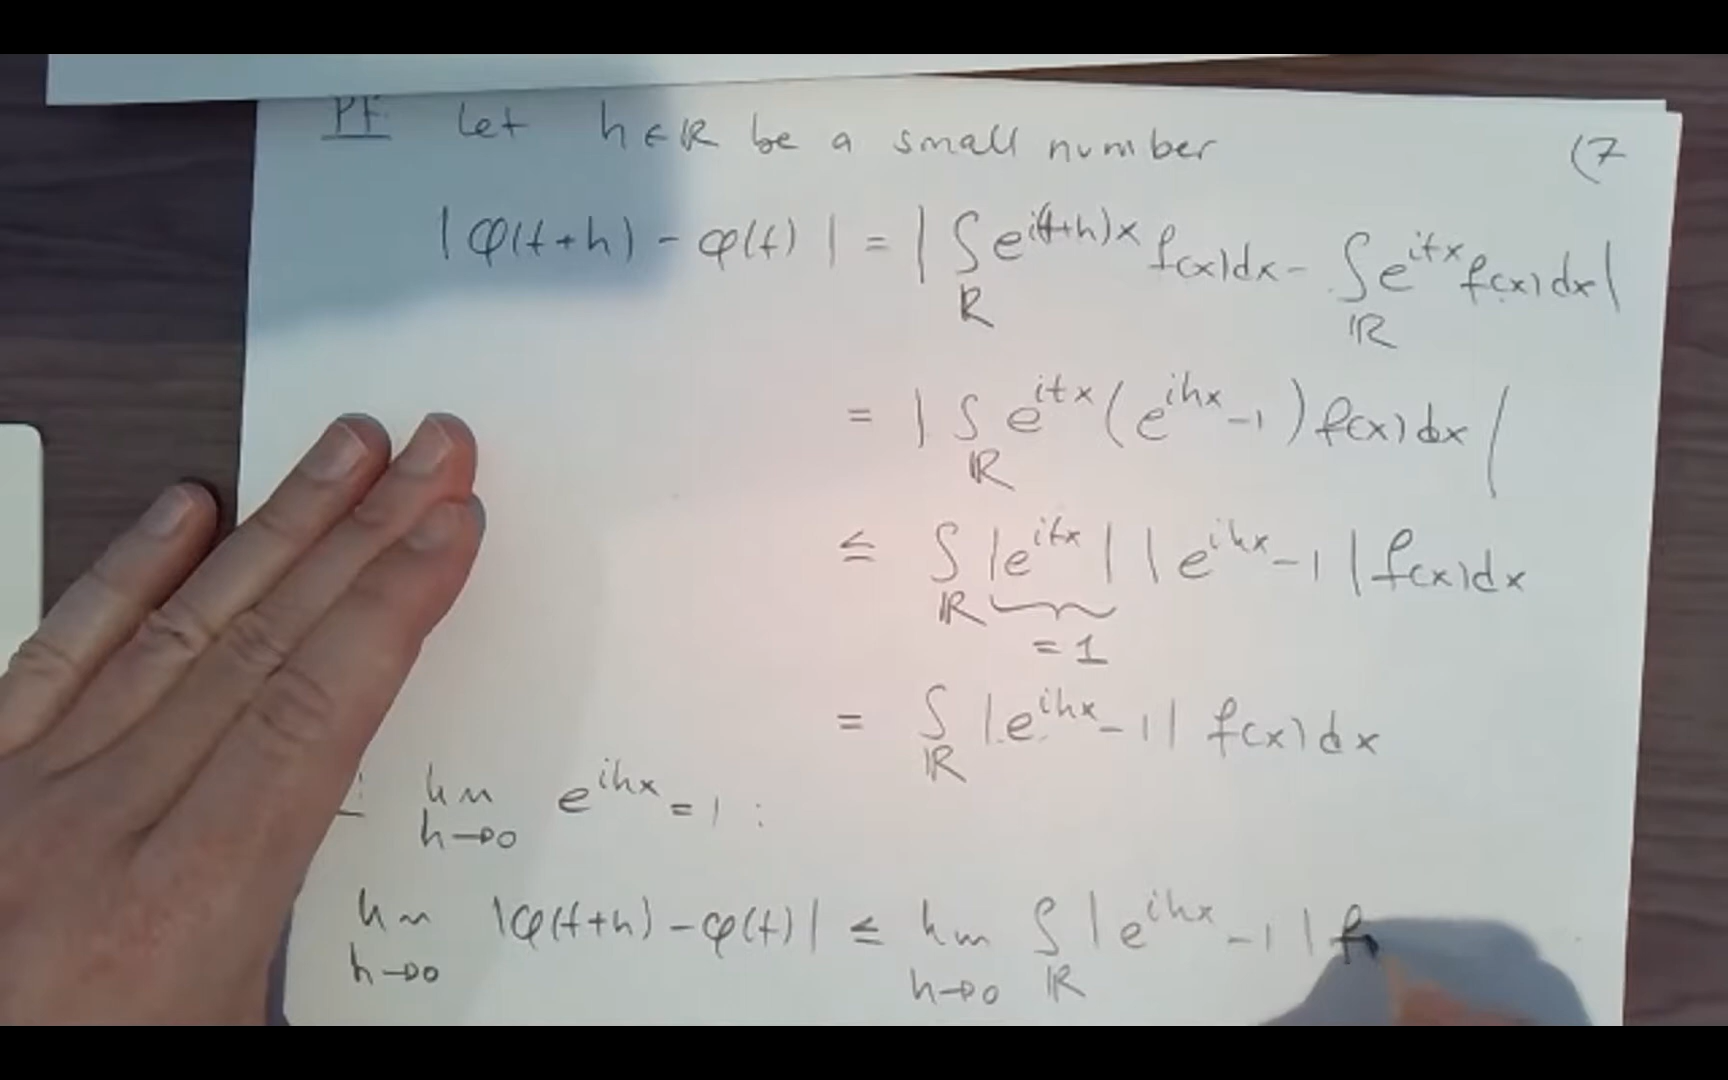 Pf Let h ∈ ℝ be a small number (7
|φ(t+h) - φ(t)| = |∫_ℝ e^{i(t+h)x} f(x)dx - ∫_ℝ e^{itx} f(x)dx|
= |∫_ℝ e^{itx}(e^{ihx} - 1) f(x)dx|
≤ ∫_ℝ |e^{itx}| |e^{ihx} - 1| f(x)dx
= 1
= ∫_ℝ |e^{ihx} - 1| f(x)dx
lim_{h→0} e^{ihx} = 1 :
lim_{h→0} |φ(t+h) - φ(t)| ≤ lim_{h→0} ∫_ℝ |e^{ihx} - 1| f